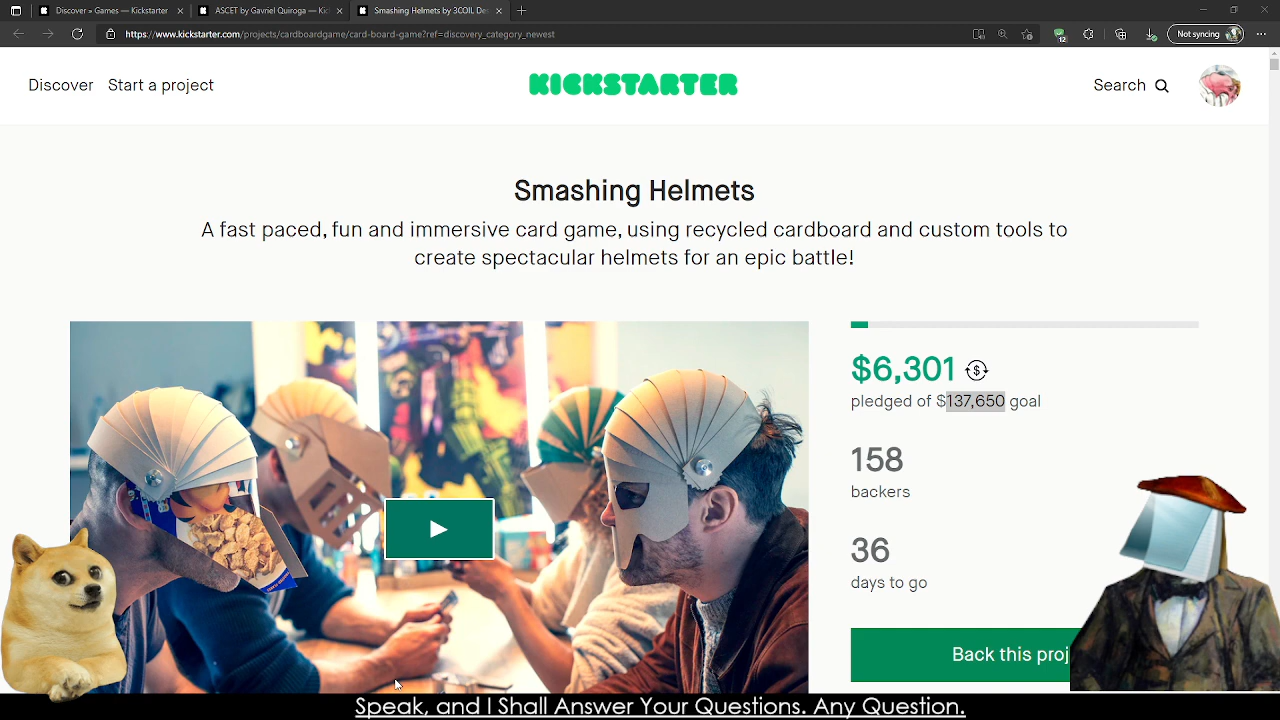 Discover » Games — Kickstarter
ASCET by Gavriel Quiroga — Kic
Smashing Helmets by 3COIL Des
https://www.kickstarter.com/projects/cardboardgame/card-board-game?ref=discovery_category_newest
12
Not syncing
Discover
Start a project
KICKSTARTER
Search
Smashing Helmets
A fast paced, fun and immersive card game, using recycled cardboard and custom tools to
create spectacular helmets for an epic battle!
$6,301
pledged of $137,650 goal
158
backers
36
days to go
Back this proj
Speak, and I Shall Answer Your Questions. Any Question.